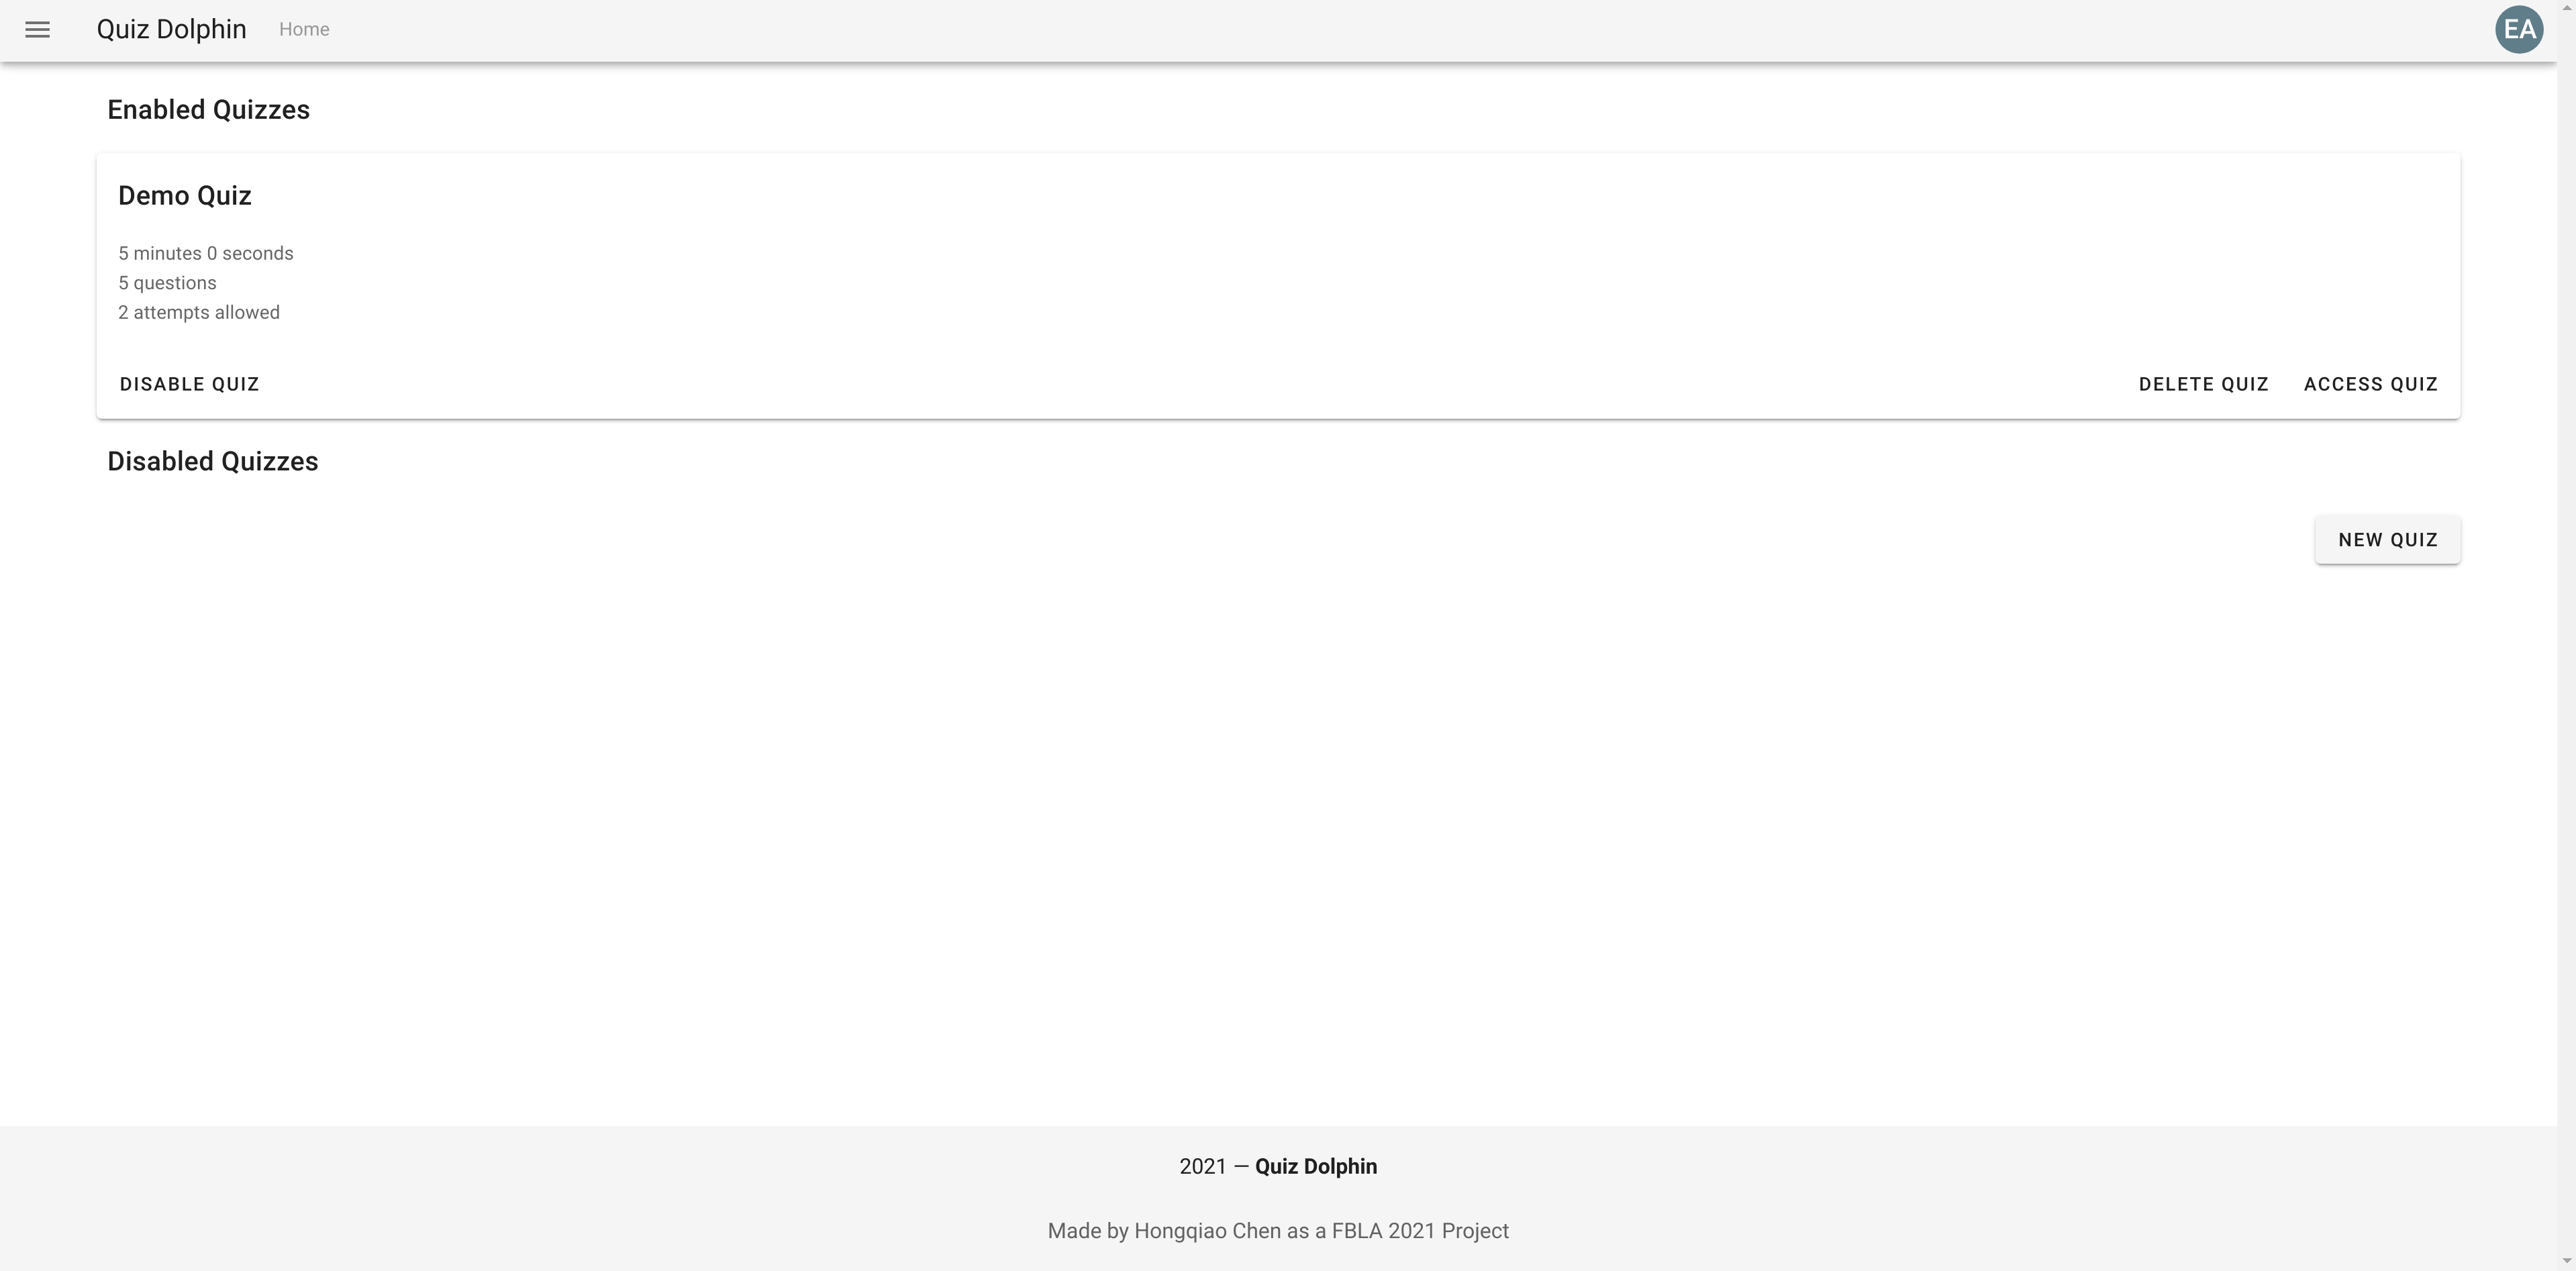 Quiz Dolphin Home EA
Enabled Quizzes
Demo Quiz
5 minutes 0 seconds
5 questions
2 attempts allowed
DISABLE QUIZ DELETE QUIZ ACCESS QUIZ
Disabled Quizzes
NEW QUIZ
2021 — Quiz Dolphin
Made by Hongqiao Chen as a FBLA 2021 Project